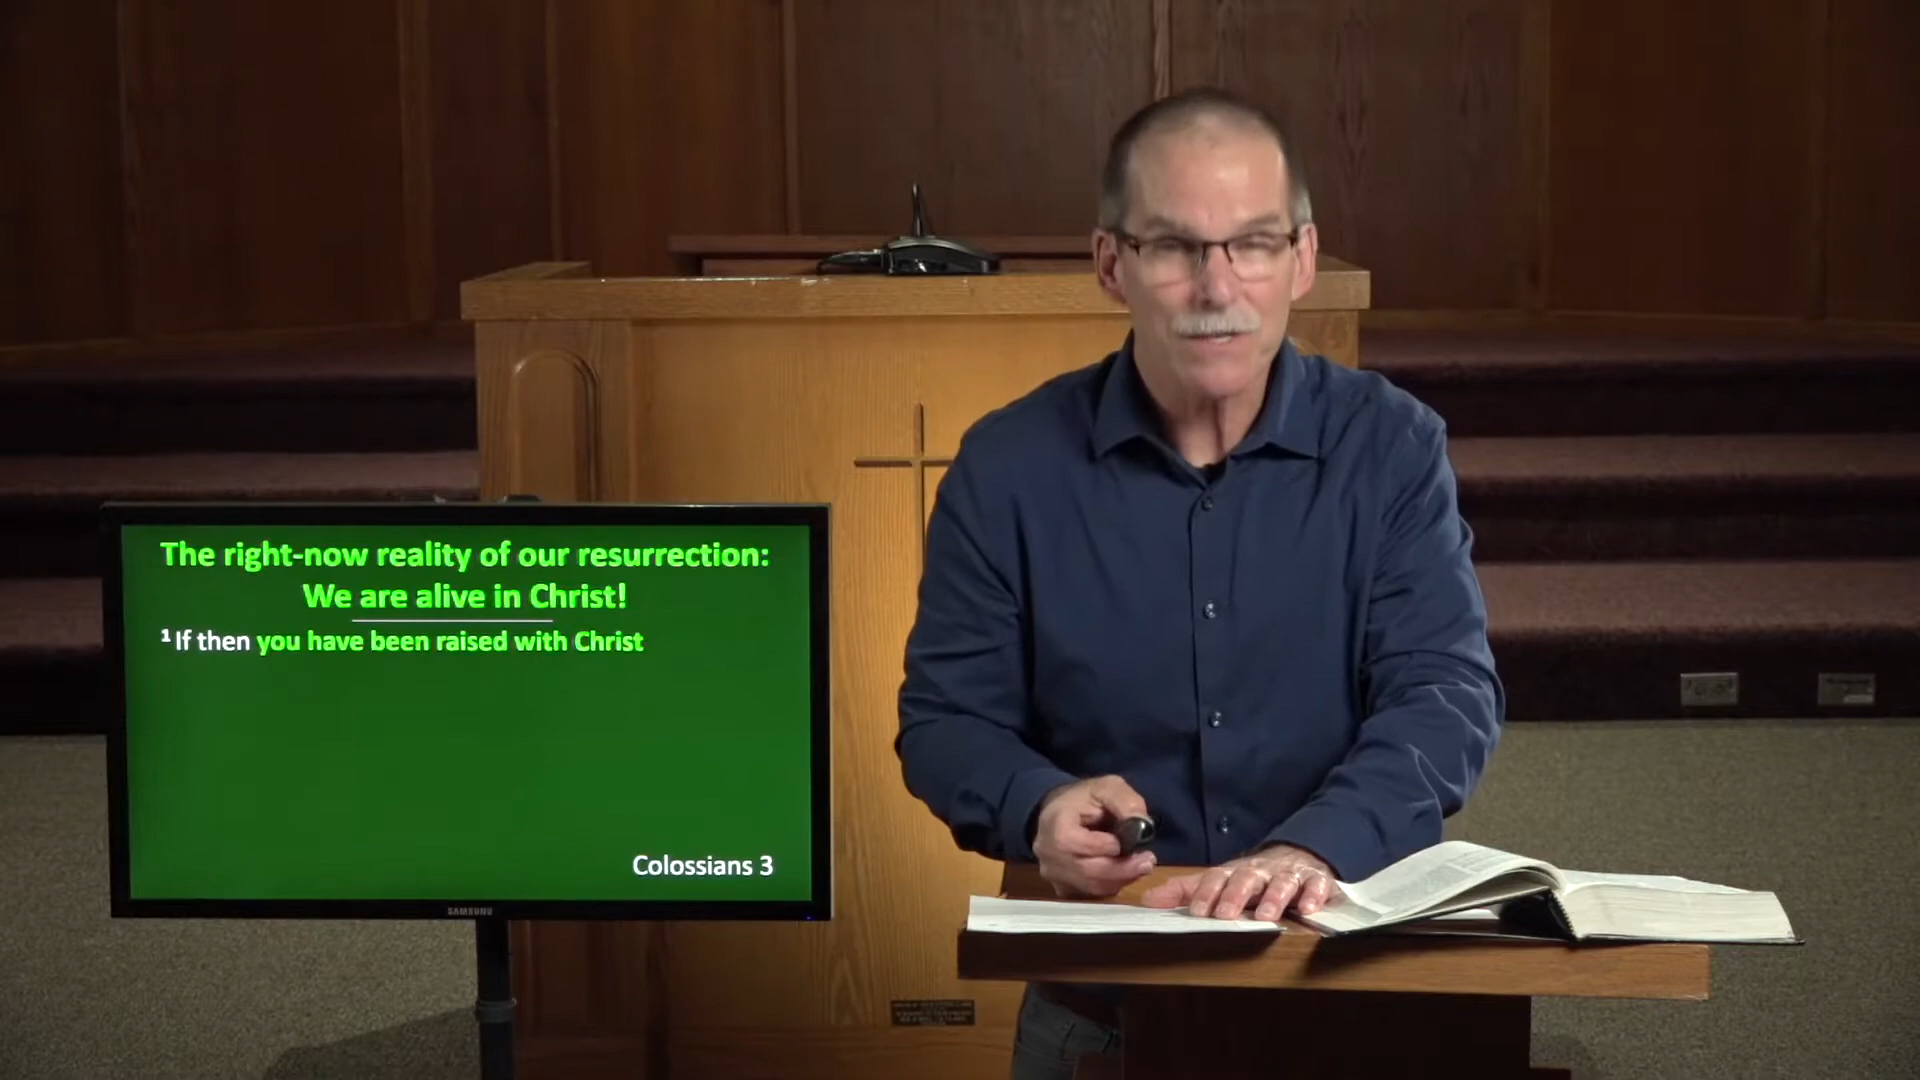 The right-now reality of our resurrection:
We are alive in Christ!
¹ If then you have been raised with Christ
Colossians 3
SAMSUNG